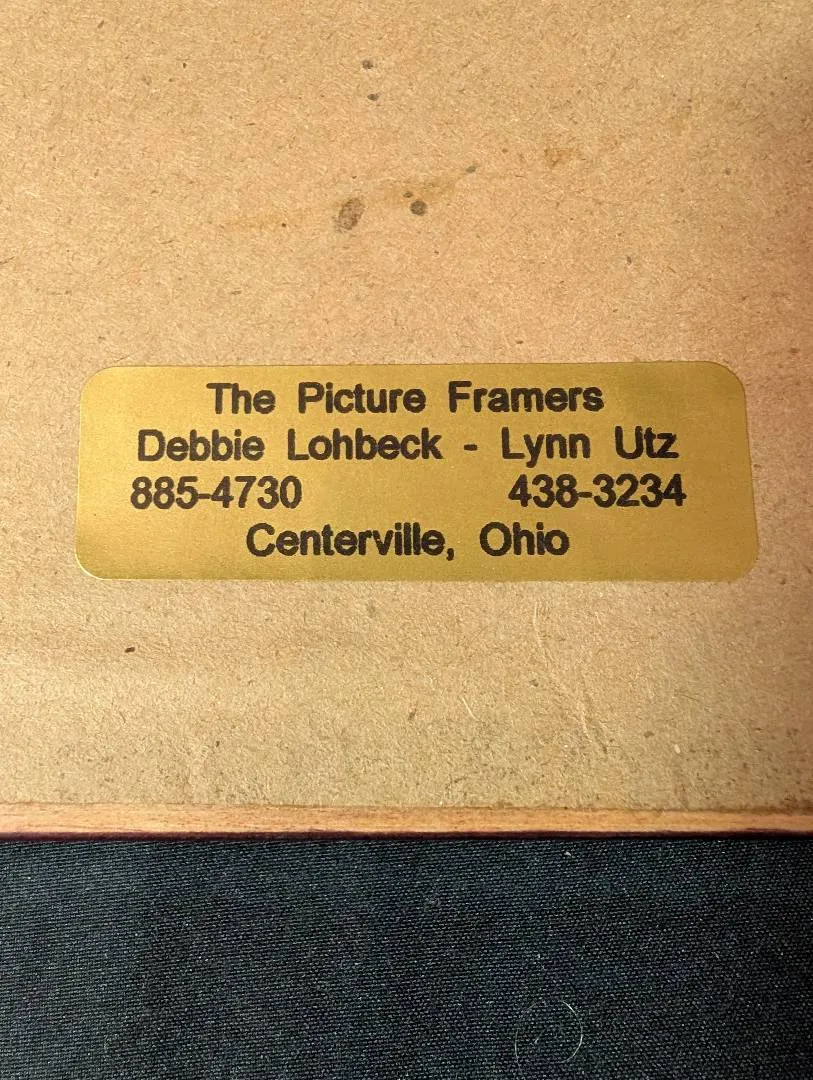 The Picture Framers
Debbie Lohbeck - Lynn Utz
885-4730 438-3234
Centerville, Ohio